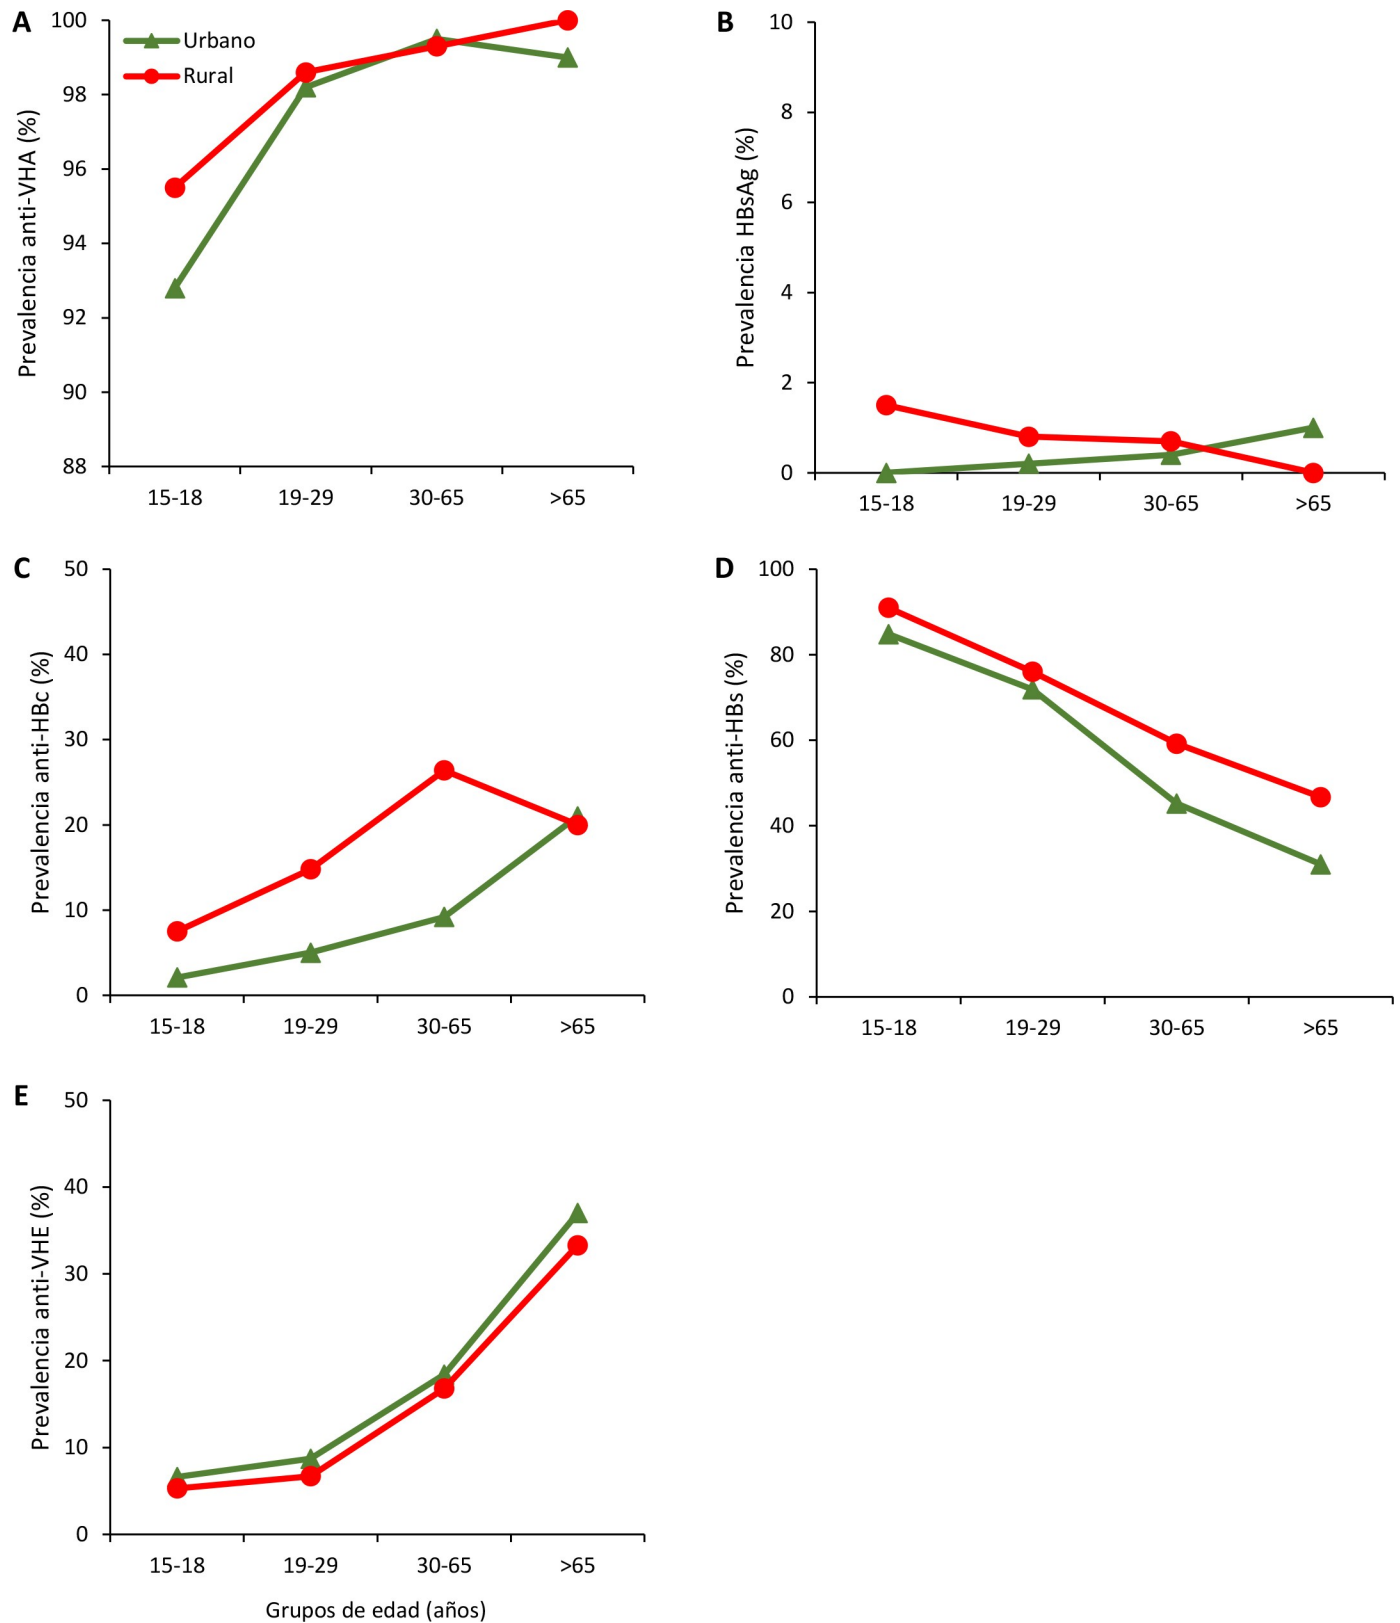 A
Prevalencia anti-VHA (%)
100
98
96
94
92
90
88
Urbano
Rural
15-18 19-29 30-65 >65
B
Prevalencia HBsAg (%)
10
8
6
4
2
0
15-18 19-29 30-65 >65
C
Prevalencia anti-HBc (%)
50
40
30
20
10
0
15-18 19-29 30-65 >65
D
Prevalencia anti-HBs (%)
100
80
60
40
20
0
15-18 19-29 30-65 >65
E
Prevalencia anti-VHE (%)
50
40
30
20
10
0
15-18 19-29 30-65 >65
Grupos de edad (años)